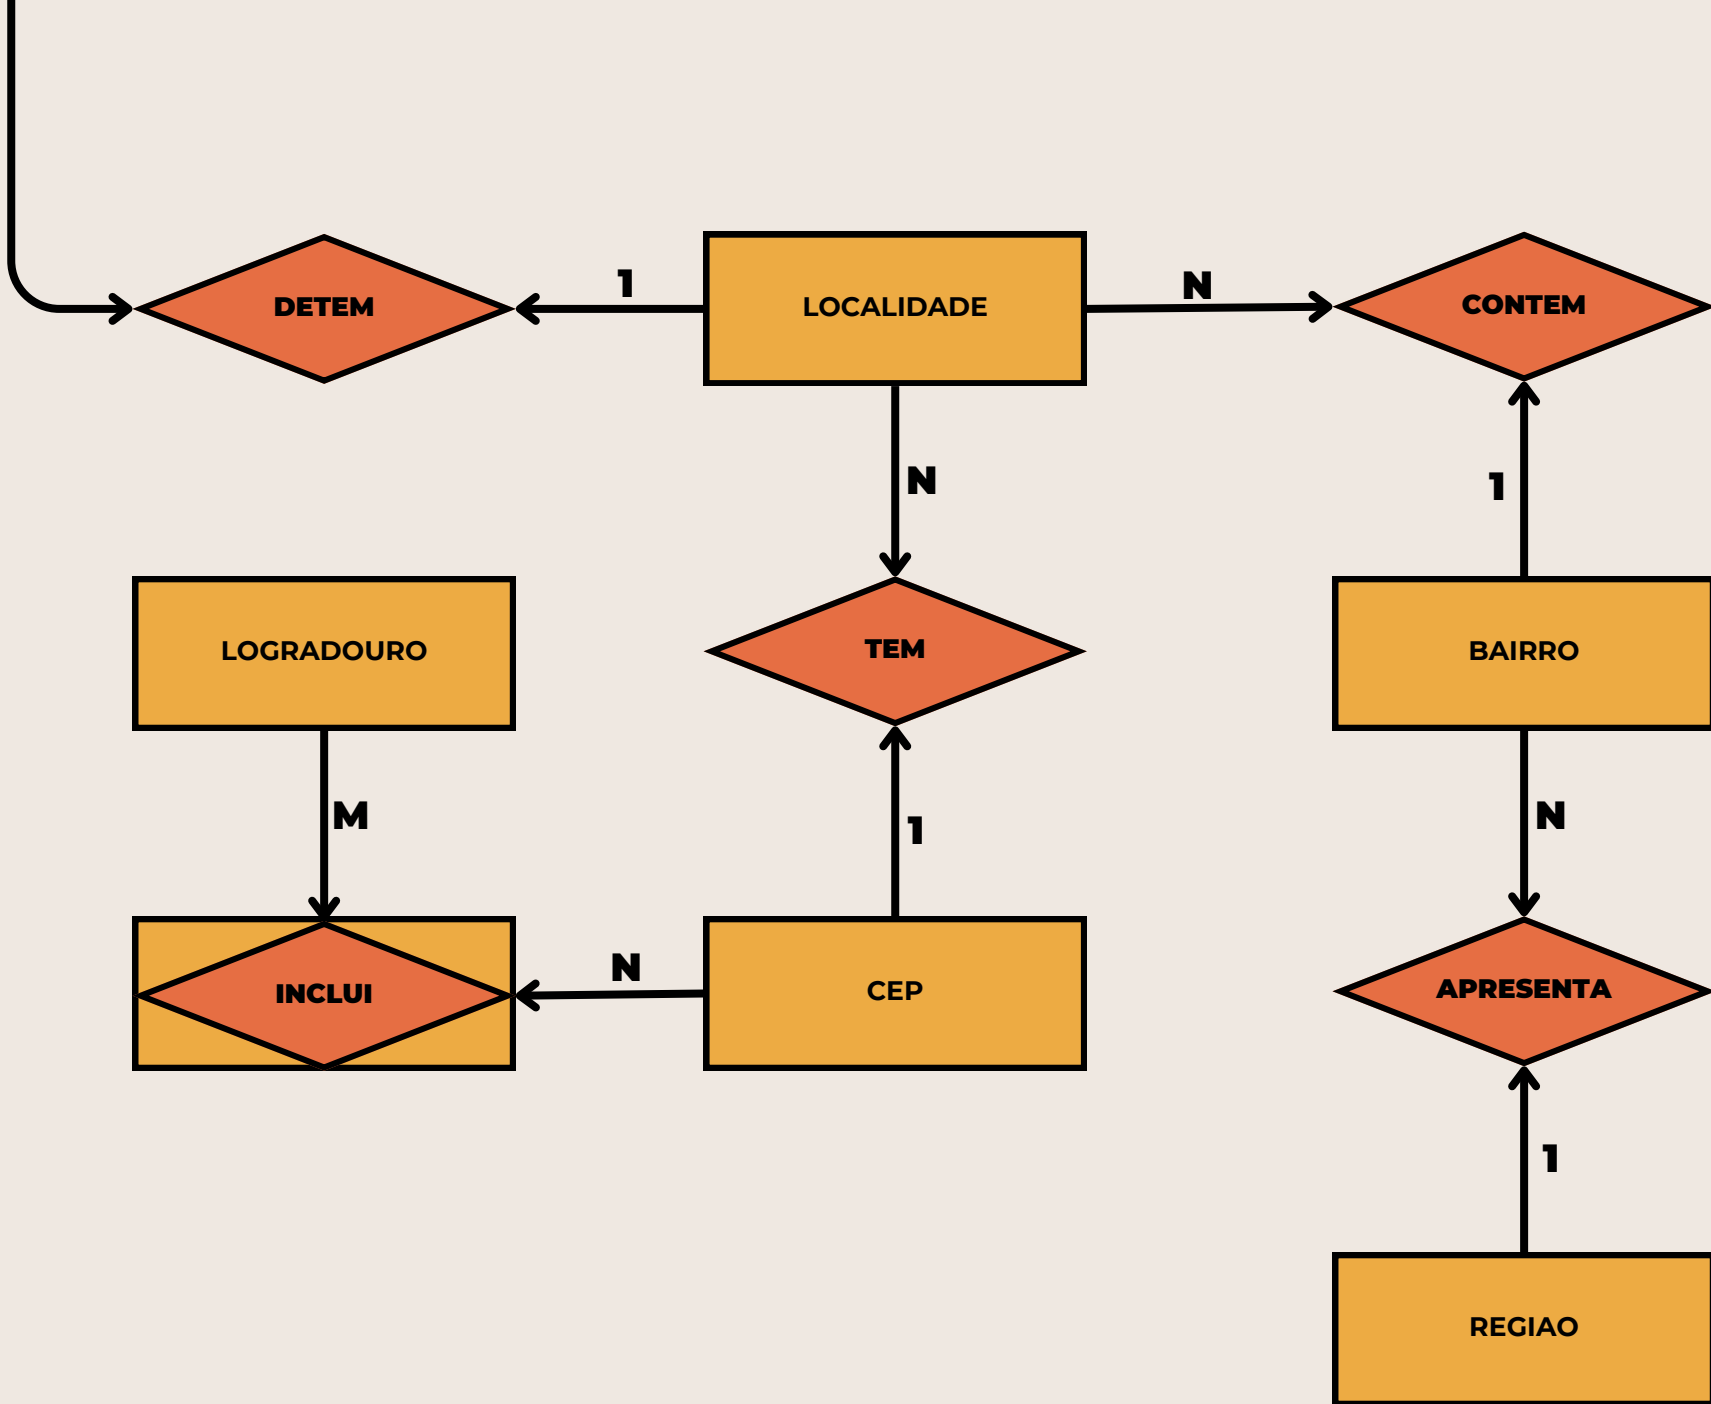 1
N
DETEM
LOCALIDADE
CONTEM
N
1
LOGRADOURO
TEM
BAIRRO
M
1
N
N
INCLUI
CEP
APRESENTA
1
REGIAO